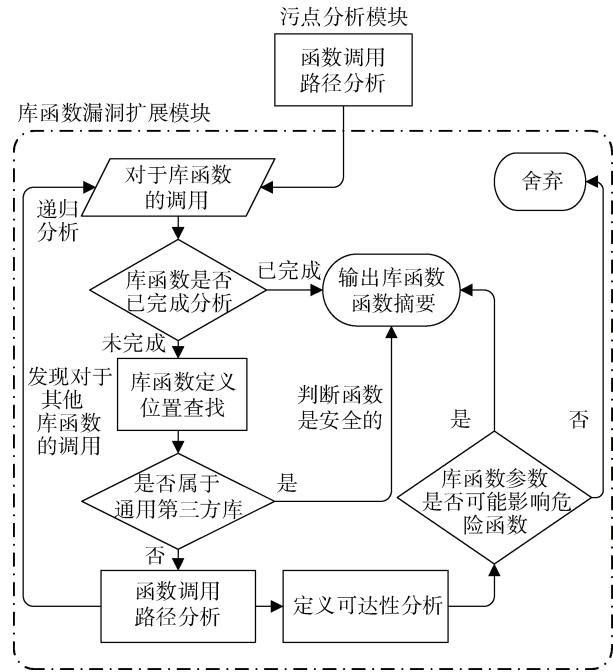 污点分析模块
函数调用
路径分析
库函数漏洞扩展模块
对于库函数
的调用
舍弃
递归
分析
库函数是否
已完成分析
已完成
输出库函数
函数摘要
未完成
发现对于
其他
库函数
的调用
库函数定义
位置查找
判断函数
是安全的
是
否
是否属于
通用第三方库
是
库函数参数
是否可能影响危
险函数
否
函数调用
路径分析
定义可达性分析